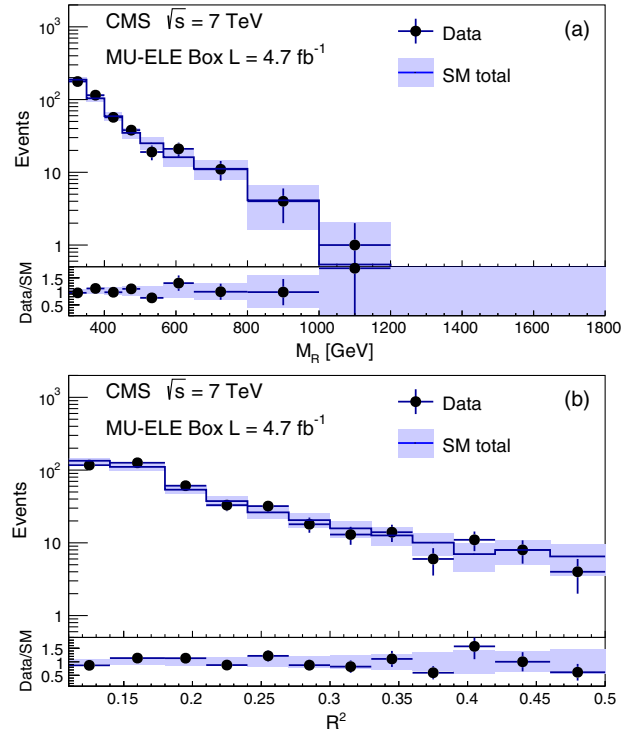 CMS √s = 7 TeV
(a)
MU-ELE Box L = 4.7 fb⁻¹
Data
SM total
Events
10³
10²
10
1
Data/SM
1.5
0.5
400 600 800 1000 1200 1400 1600 1800
M_R [GeV]
CMS √s = 7 TeV
(b)
MU-ELE Box L = 4.7 fb⁻¹
Data
SM total
Events
10³
10²
10
1
Data/SM
1.5
0.5
0.15 0.2 0.25 0.3 0.35 0.4 0.45 0.5
R²